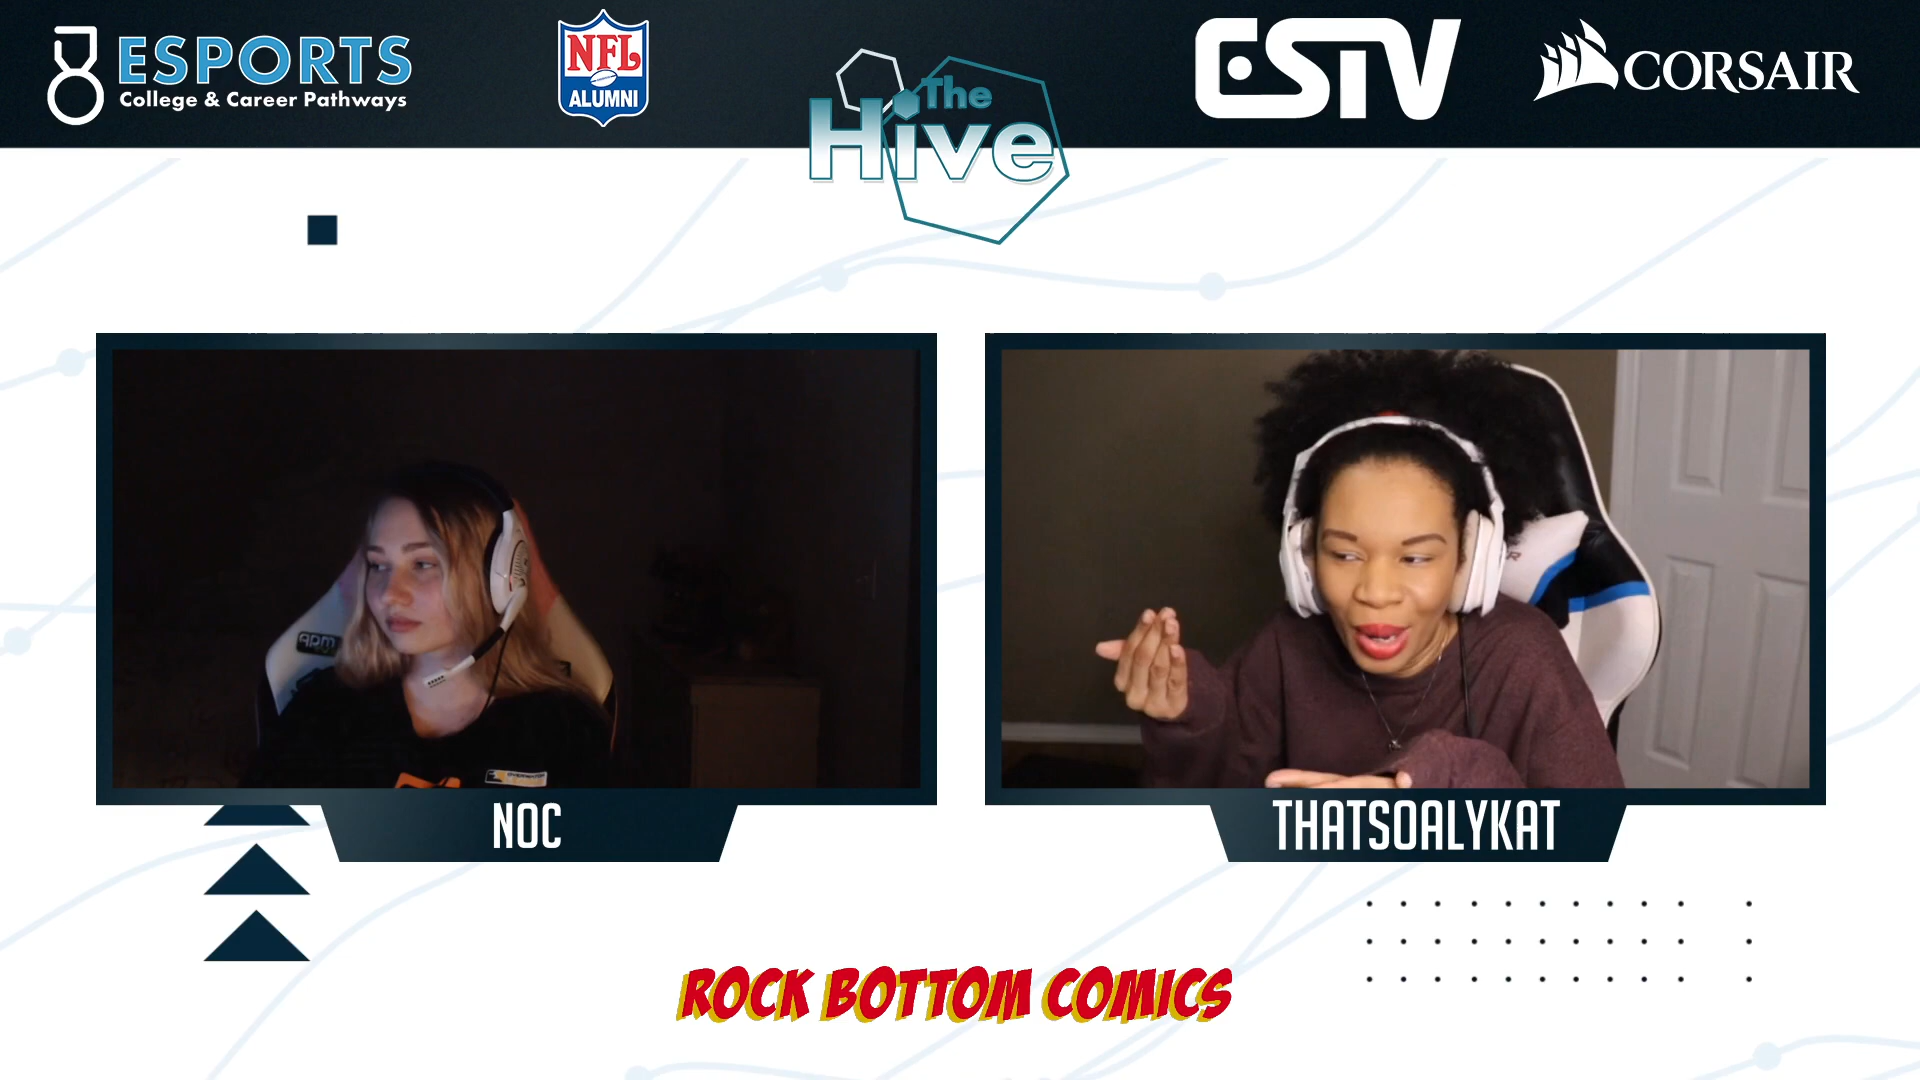 ESPORTS
College & Career Pathways
NFL
ALUMNI
The
Hive
ESTV
CORSAIR
NOC
THATSOALYKAT
ROCK BOTTOM COMICS